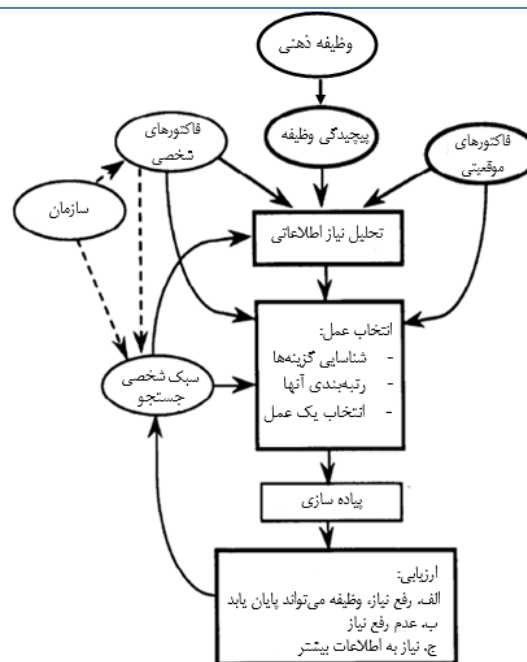 وظیفه ذهنی
پیچیدگی وظیفه
فاکتورهای
شخصی
فاکتورهای
موقعیتی
سازمان
تحلیل نیاز اطلاعاتی
انتخاب عمل:
- شناسایی گزینه‌ها
- رتبه‌بندی آنها
- انتخاب یک عمل
سبک شخصی
جستجو
پیاده سازی
ارزیابی:
الف. رفع نیاز، وظیفه می‌تواند پایان یابد
ب. عدم رفع نیاز
ج. نیاز به اطلاعات بیشتر